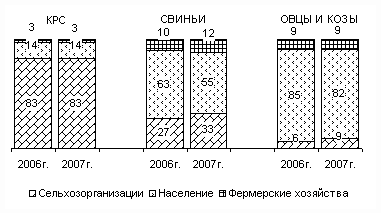 КРС СВИНЬИ ОВЦЫ И КОЗЫ
3 3 10 12 9 9
14 14 63 55 85 82
83 83 27 33 6 9
2006г. 2007г. 2006г. 2007г. 2006г. 2007г.
Сельхозорганизации Население Фермерские хозяйства